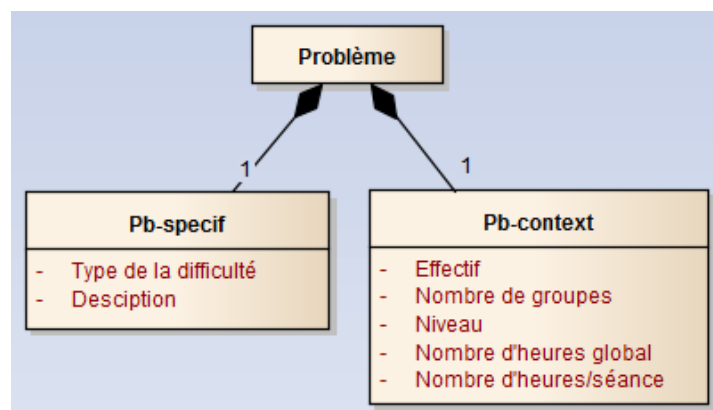 Problème
1
1
Pb-specif
- Type de la difficulté
- Desciption
Pb-context
- Effectif
- Nombre de groupes
- Niveau
- Nombre d'heures global
- Nombre d'heures/séance